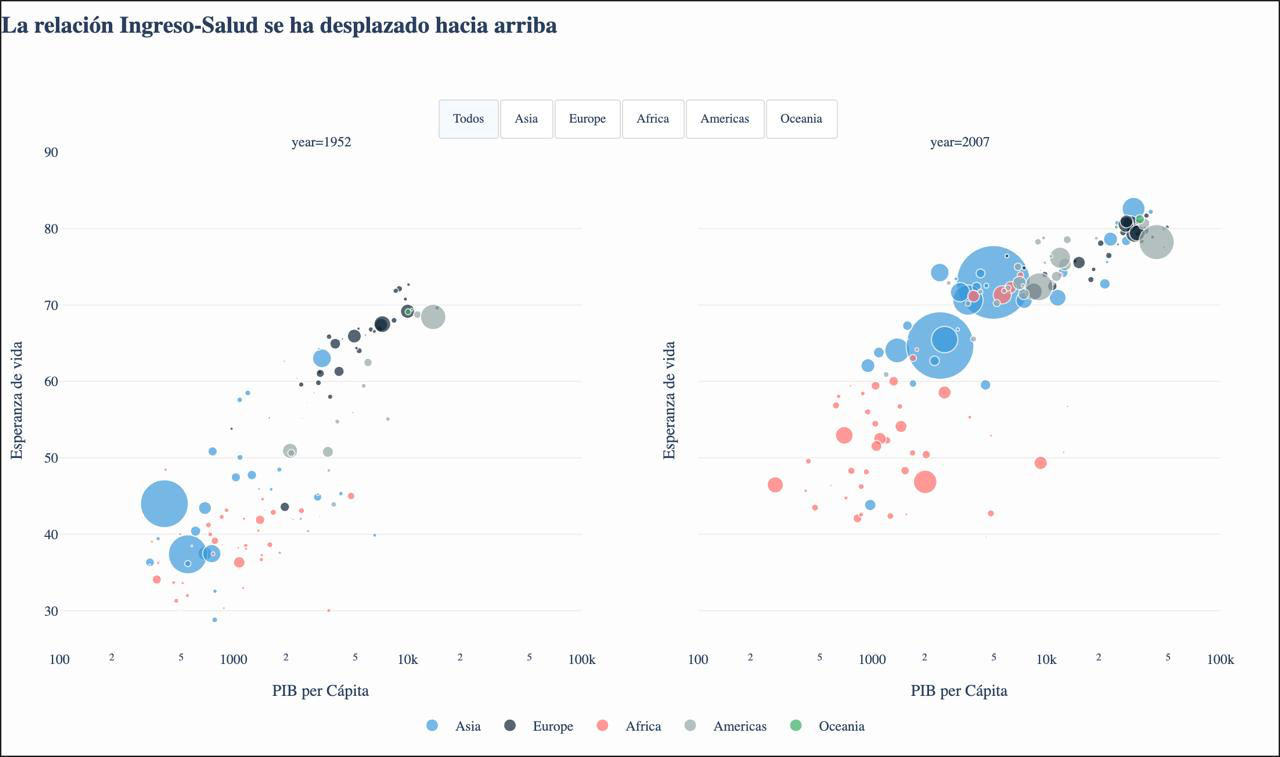 La relación Ingreso-Salud se ha desplazado hacia arriba
Todos Asia Europe Africa Americas Oceania
year=1952 year=2007
90
80
70
60
50
40
30
Esperanza de vida Esperanza de vida
100 2 5 1000 2 5 10k 2 5 100k 100 2 5 1000 2 5 10k 2 5 100k
PIB per Cápita PIB per Cápita
Asia Europe Africa Americas Oceania